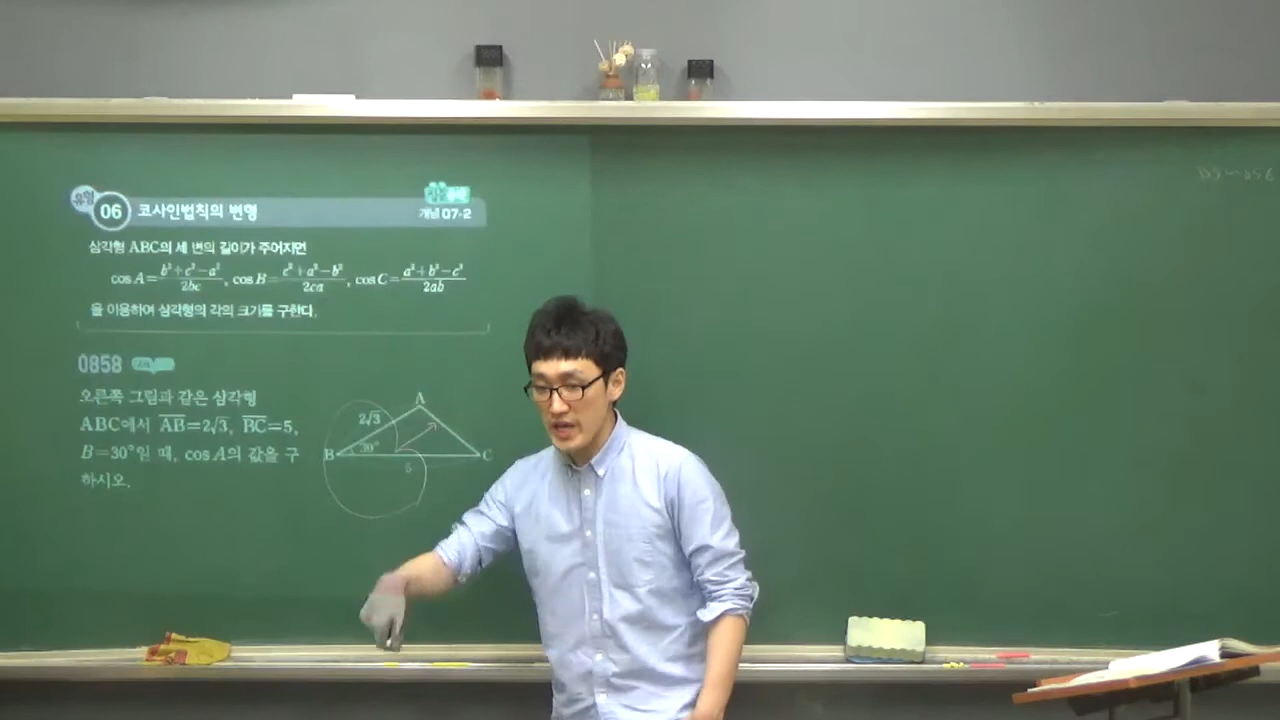 유형 06 코사인법칙의 변형
개념 07-2
삼각형 ABC의 세 변의 길이가 주어지면
cos A=\frac{b²+c²-a²}{2bc}, cos B=\frac{c²+a²-b²}{2ca}, cos C=\frac{a²+b²-c²}{2ab}
을 이용하여 삼각형의 각의 크기를 구한다.
0858
오른쪽 그림과 같은 삼각형
ABC에서 \overline{AB}=2√3, \overline{BC}=5,
B=30°일 때, cos A의 값을 구
하시오.
A
2√3
B 30° C
5